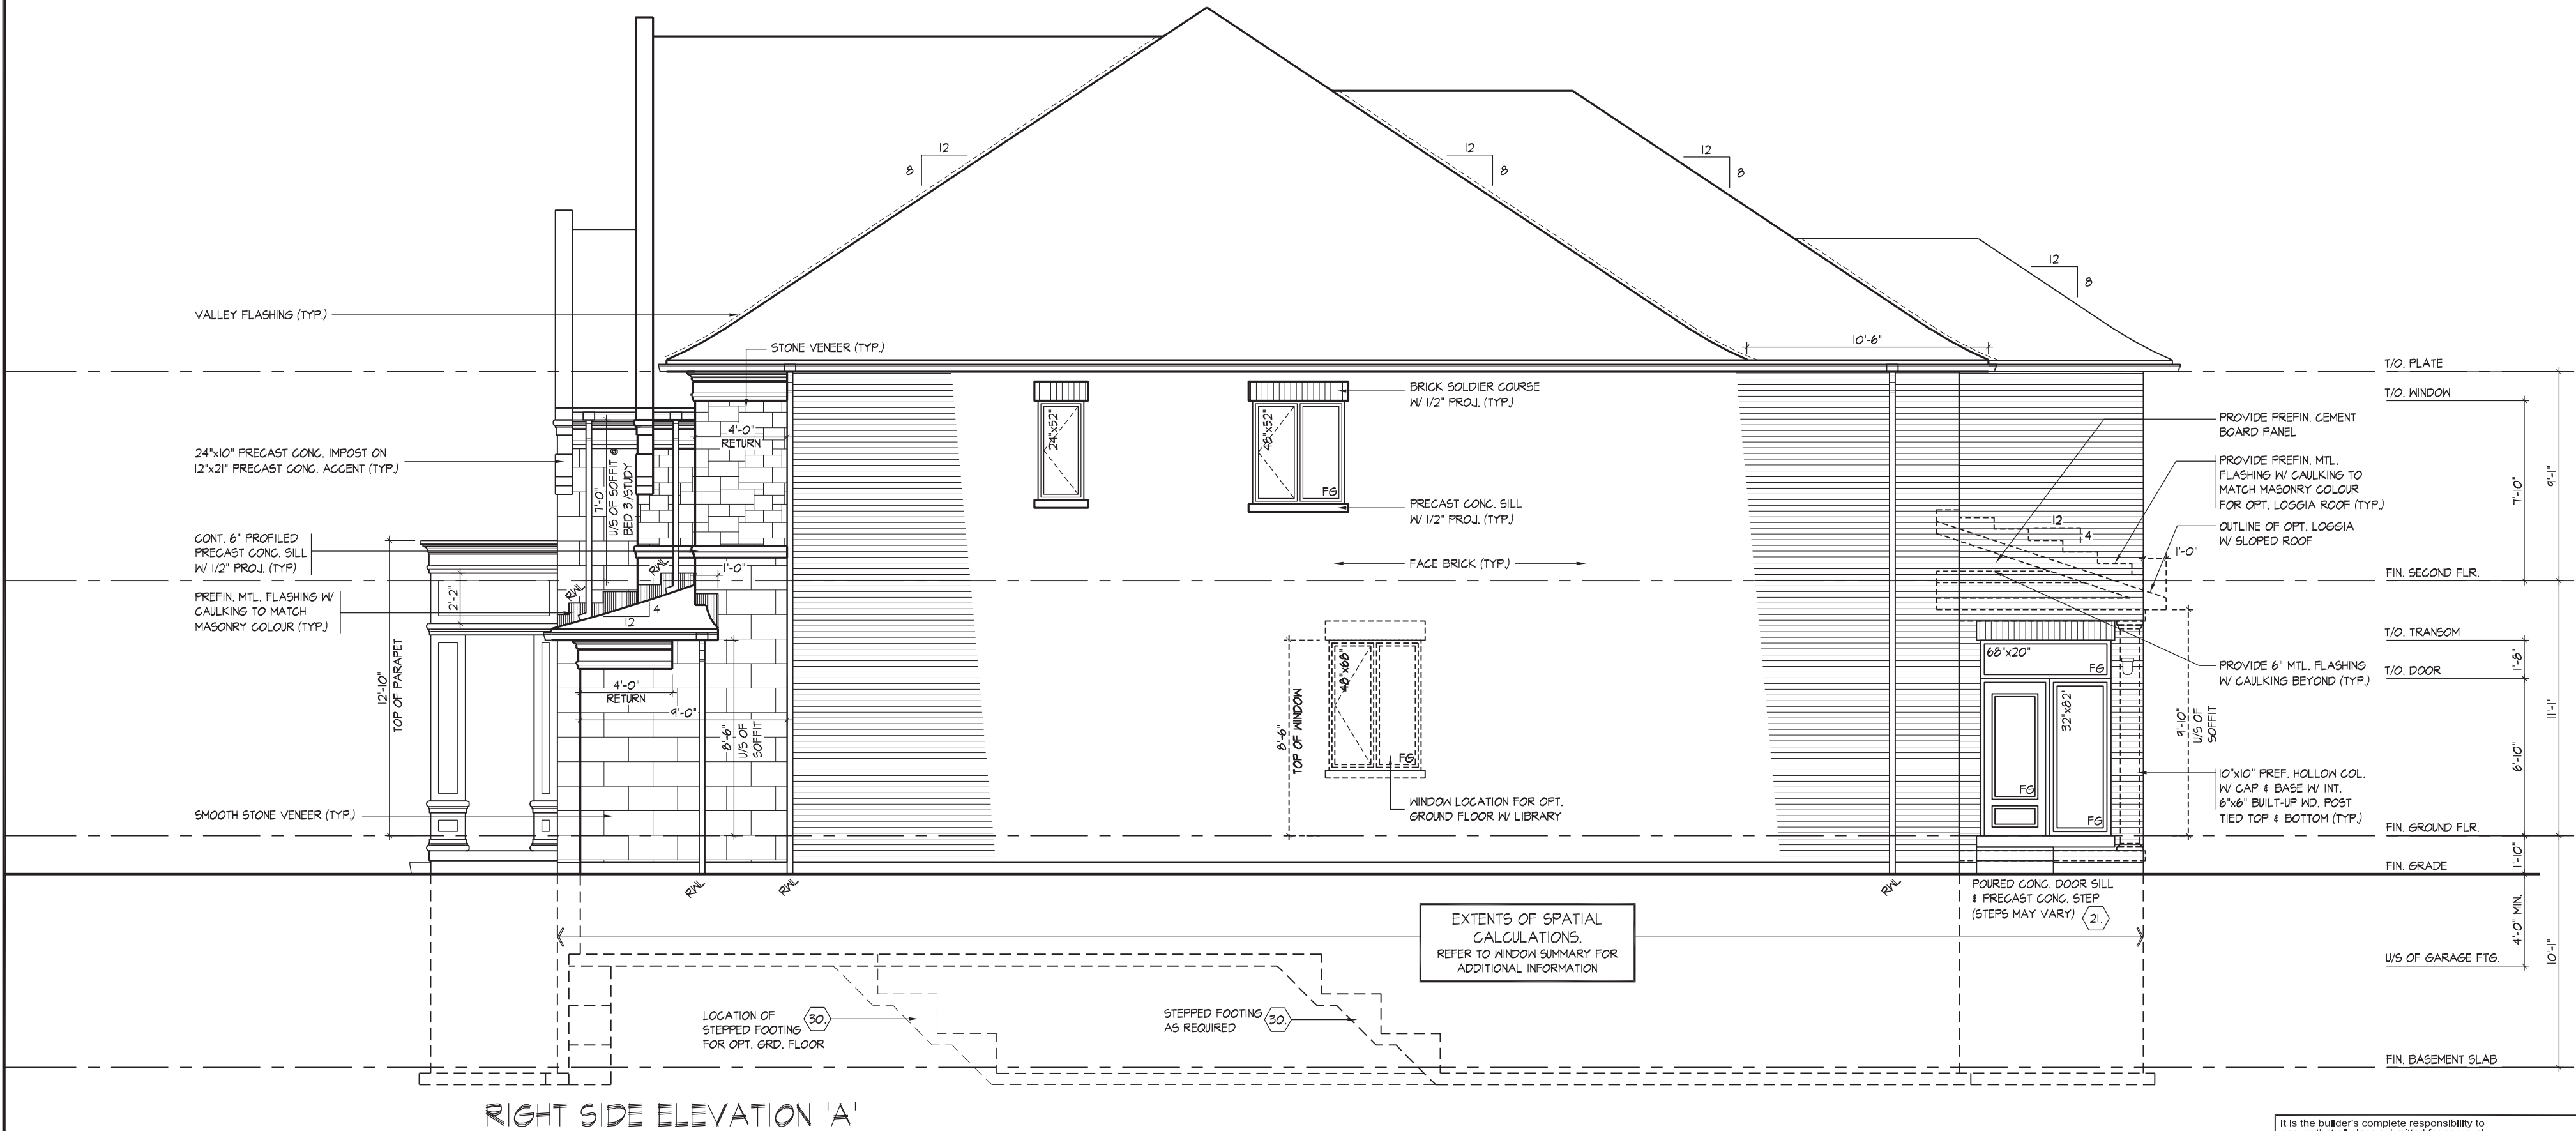 12
8
12
8
12
8
12
8
VALLEY FLASHING (TYP.)
STONE VENEER (TYP.)
10'-6"
T/O. PLATE
T/O. WINDOW
BRICK SOLDIER COURSE
W/ 1/2" PROJ. (TYP.)
24"x52"
48"x52"
FG
4'-0"
RETURN
24"x10" PRECAST CONC. IMPOST ON
12"x21" PRECAST CONC. ACCENT (TYP.)
7'-0"
U/S OF SOFFIT @
BED 3 /STUDY
PRECAST CONC. SILL
W/ 1/2" PROJ. (TYP.)
PROVIDE PREFIN. CEMENT
BOARD PANEL
PROVIDE PREFIN. MTL.
FLASHING W/ CAULKING TO
MATCH MASONRY COLOUR
FOR OPT. LOGGIA ROOF (TYP.)
OUTLINE OF OPT. LOGGIA
W/ SLOPED ROOF
12
4
1'-0"
7'-10"
9'-1"
CONT. 6" PROFILED
PRECAST CONC. SILL
W/ 1/2" PROJ. (TYP)
FACE BRICK (TYP.)
FIN. SECOND FLR.
PREFIN. MTL. FLASHING W/
CAULKING TO MATCH
MASONRY COLOUR (TYP.)
2'-2"
RWL
RWL
1'-0"
4
12
12'-10"
TOP OF PARAPET
4'-0"
RETURN
9'-0"
8'-6"
U/S OF
SOFFIT
8'-6"
TOP OF WINDOW
48"x68"
FG
WINDOW LOCATION FOR OPT.
GROUND FLOOR W/ LIBRARY
T/O. TRANSOM
68"x20"
FG
T/O. DOOR
1'-8"
PROVIDE 6" MTL. FLASHING
W/ CAULKING BEYOND (TYP.)
32"x82"
FG
FG
9'-10"
U/S OF
SOFFIT
6'-10"
11'-1"
10"x10" PREF. HOLLOW COL.
W/ CAP & BASE W/ INT.
6"x6" BUILT-UP WD. POST
TIED TOP & BOTTOM (TYP.)
SMOOTH STONE VENEER (TYP.)
FIN. GROUND FLR.
1'-10"
FIN. GRADE
RWL
RWL
RWL
POURED CONC. DOOR SILL
& PRECAST CONC. STEP
(STEPS MAY VARY) 21.
EXTENTS OF SPATIAL
CALCULATIONS.
REFER TO WINDOW SUMMARY FOR
ADDITIONAL INFORMATION
4'-0" MIN.
U/S OF GARAGE FTG.
10'-1"
LOCATION OF
STEPPED FOOTING
FOR OPT. GRD. FLOOR
30.
STEPPED FOOTING
AS REQUIRED
30.
FIN. BASEMENT SLAB
RIGHT SIDE ELEVATION 'A'
It is the builder's complete responsibility to